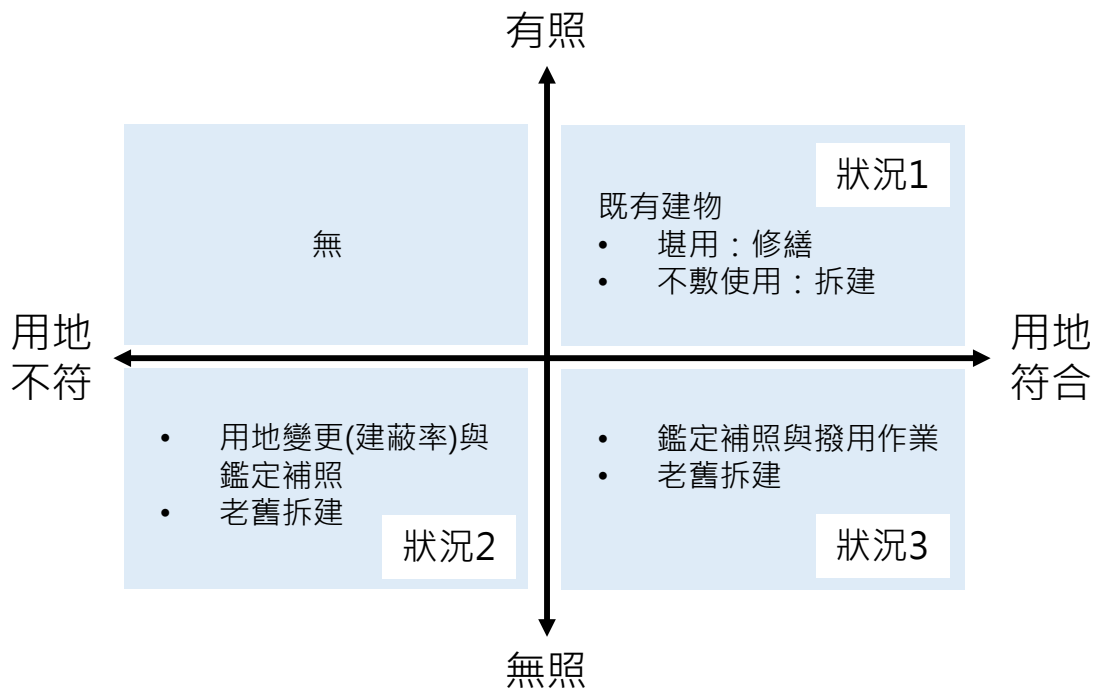 有照
狀況1
既有建物
• 堪用：修繕
• 不敷使用：拆建
無
用地
不符
用地
符合
• 用地變更(建蔽率)與
鑑定補照
• 老舊拆建
狀況2
• 鑑定補照與撥用作業
• 老舊拆建
狀況3
無照